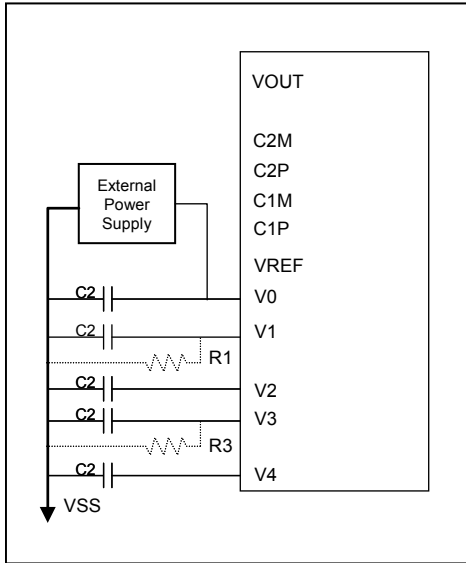 VOUT
C2M
C2P
C1M
C1P
VREF
External
Power
Supply
C2
V0
C2
V1
R1
C2
V2
C2
V3
R3
C2
V4
VSS